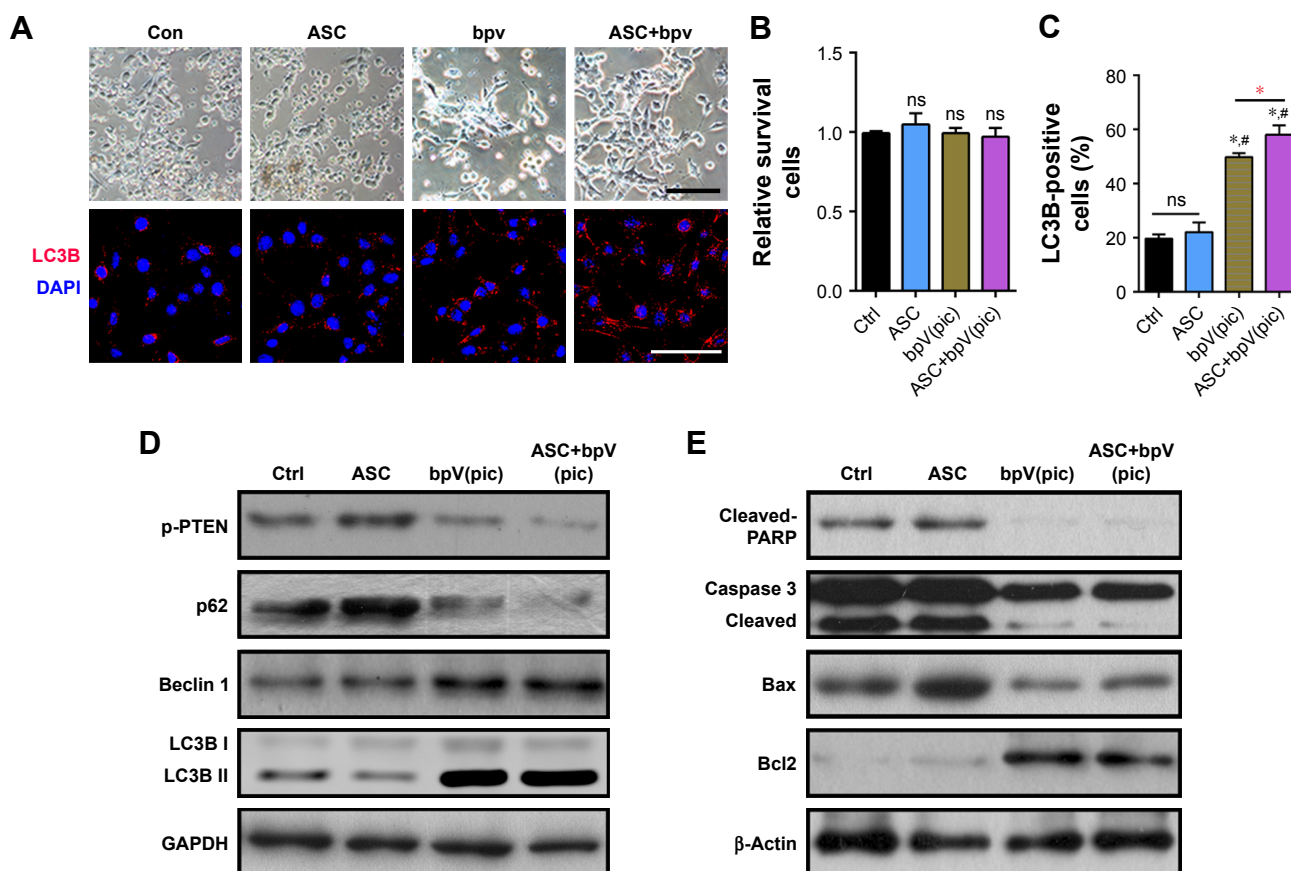 A
Con ASC bpv ASC+bpv
LC3B
DAPI
B
Relative survival
cells
1.5
1.0
0.5
0.0
ns ns ns
Ctrl
ASC
bpV(pic)
ASC+bpV(pic)
C
LC3B-positive
cells (%)
80
60
40
20
0
ns
*,#
*
*,#
Ctrl
ASC
bpV(pic)
ASC+bpV(pic)
D
Ctrl ASC bpV(pic) ASC+bpV
(pic)
p-PTEN
p62
Beclin 1
LC3B I
LC3B II
GAPDH
E
Ctrl ASC bpV(pic) ASC+bpV
(pic)
Cleaved-
PARP
Caspase 3
Cleaved
Bax
Bcl2
β-Actin